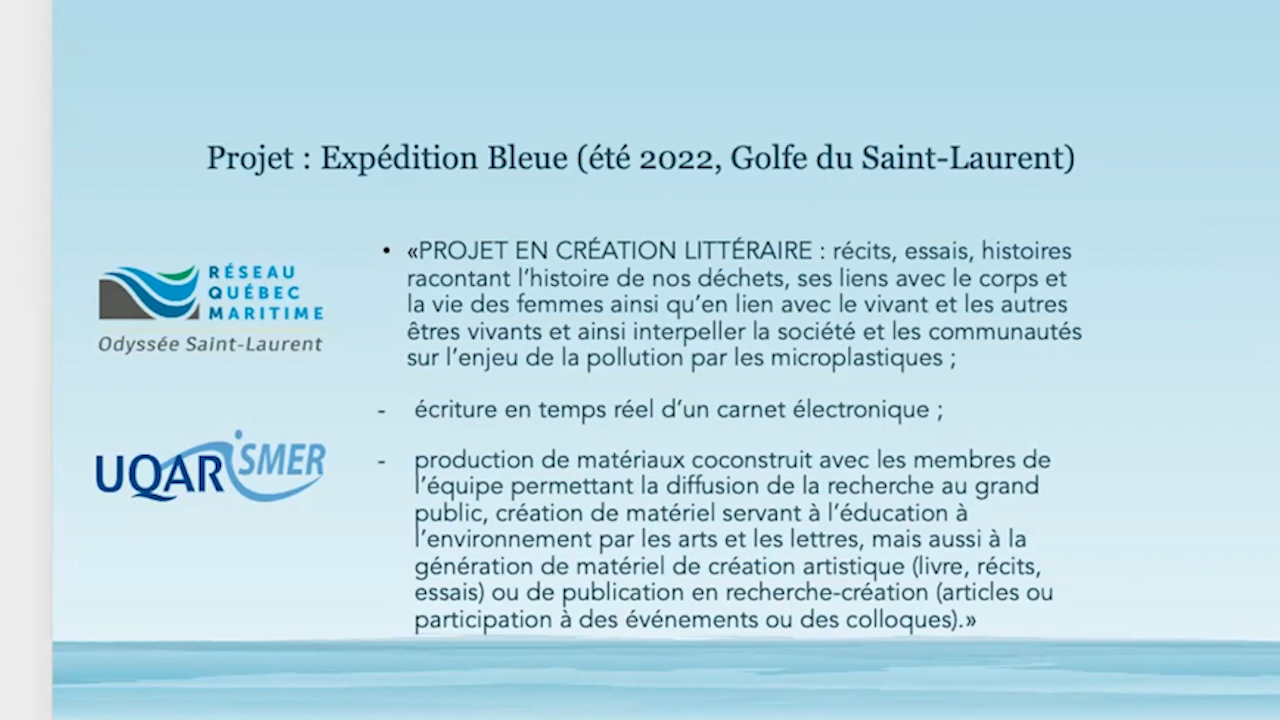 Projet : Expédition Bleue (été 2022, Golfe du Saint-Laurent)
RÉSEAU
QUÉBEC
MARITIME
Odyssée Saint-Laurent
UQAR iSMER
• «PROJET EN CRÉATION LITTÉRAIRE : récits, essais, histoires
racontant l’histoire de nos déchets, ses liens avec le corps et
la vie des femmes ainsi qu’en lien avec le vivant et les autres
êtres vivants et ainsi interpeller la société et les communautés
sur l’enjeu de la pollution par les microplastiques ;
- écriture en temps réel d’un carnet électronique ;
- production de matériaux coconstruit avec les membres de
l’équipe permettant la diffusion de la recherche au grand
public, création de matériel servant à l’éducation à
l’environnement par les arts et les lettres, mais aussi à la
génération de matériel de création artistique (livre, récits,
essais) ou de publication en recherche-création (articles ou
participation à des événements ou des colloques).»